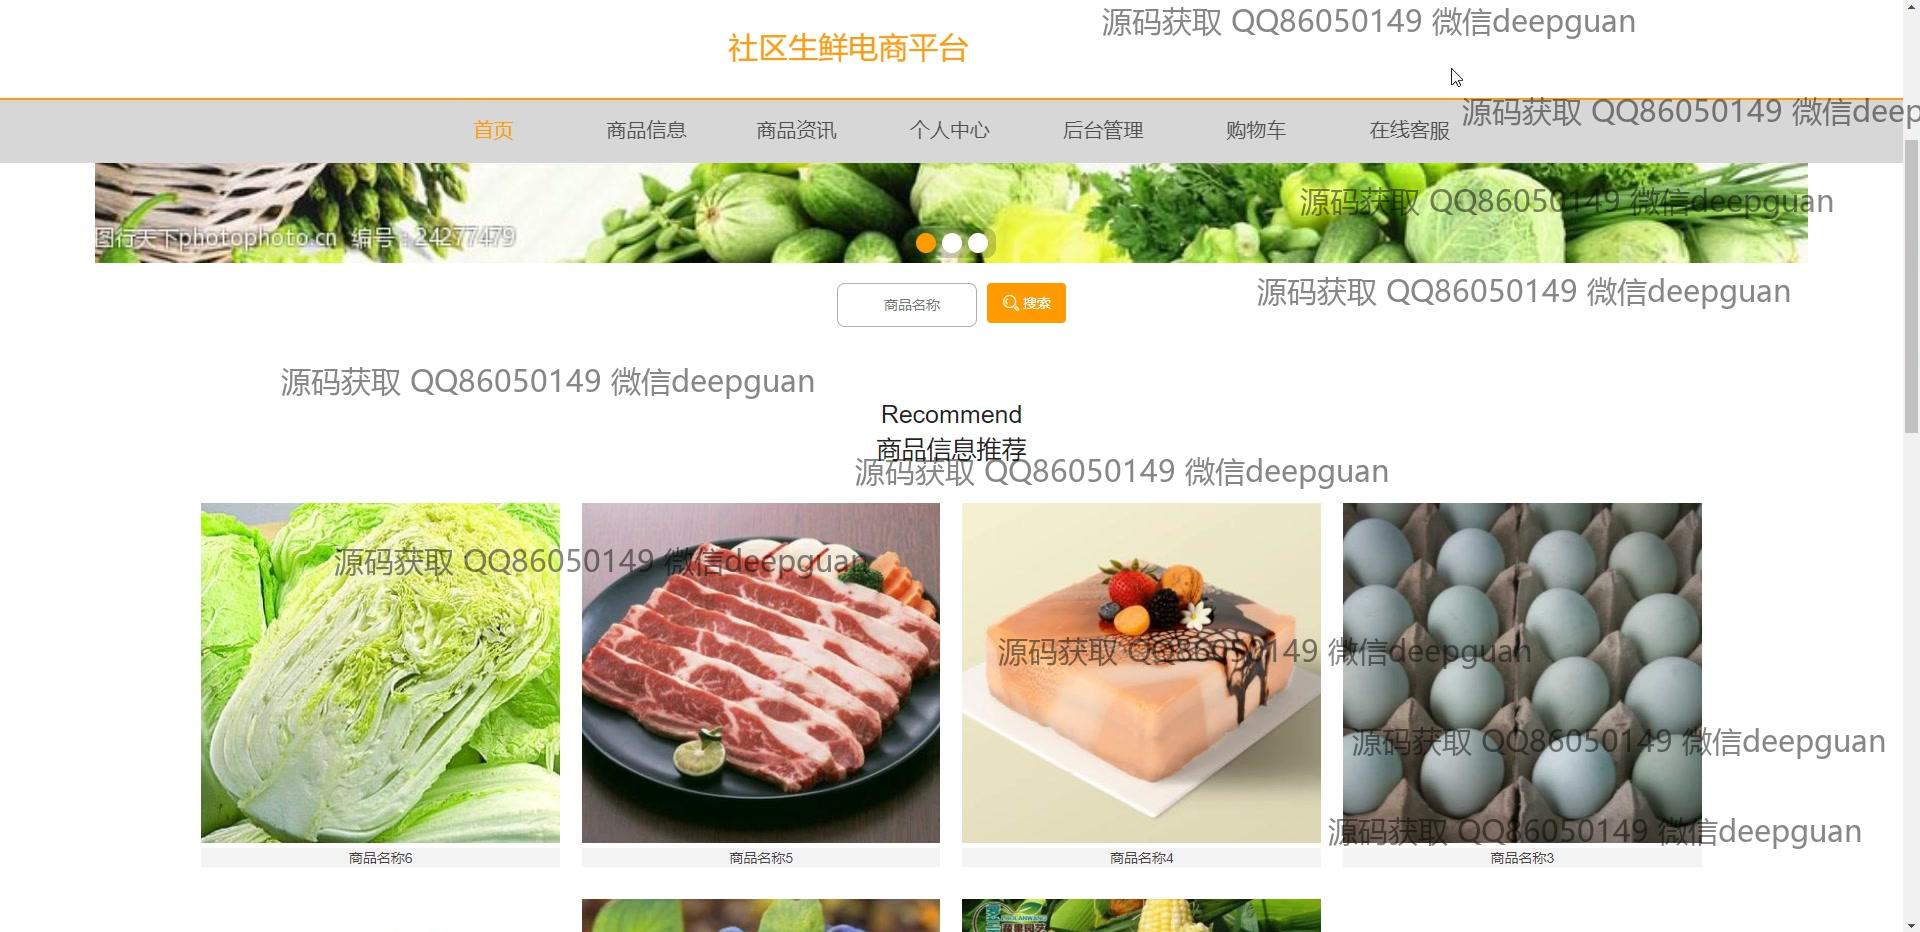 源码获取 QQ86050149 微信deepguan
社区生鲜电商平台
源码获取 QQ86050149 微信deep
首页 商品信息 商品资讯 个人中心 后台管理 购物车 在线客服
源码获取 QQ86050149 微信deepguan
图行天下photophoto.cn 编号:24277479
源码获取 QQ86050149 微信deepguan
商品名称 搜索
源码获取 QQ86050149 微信deepguan
Recommend
商品信息推荐
源码获取 QQ86050149 微信deepguan
源码获取 QQ86050149 微信deepguan
源码获取 QQ86050149 微信deepguan
源码获取 QQ86050149 微信deepguan
源码获取 QQ86050149 微信deepguan
商品名称6 商品名称5 商品名称4 商品名称3